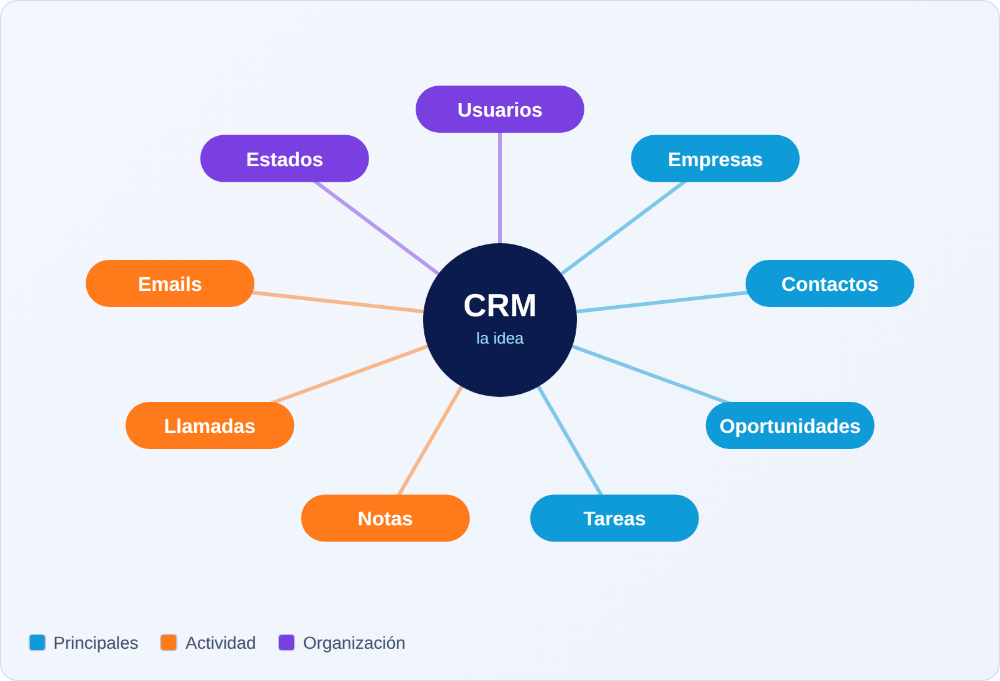 Usuarios
Estados
Empresas
Emails
Contactos
CRM
la idea
Llamadas
Oportunidades
Notas
Tareas
Principales
Actividad
Organización